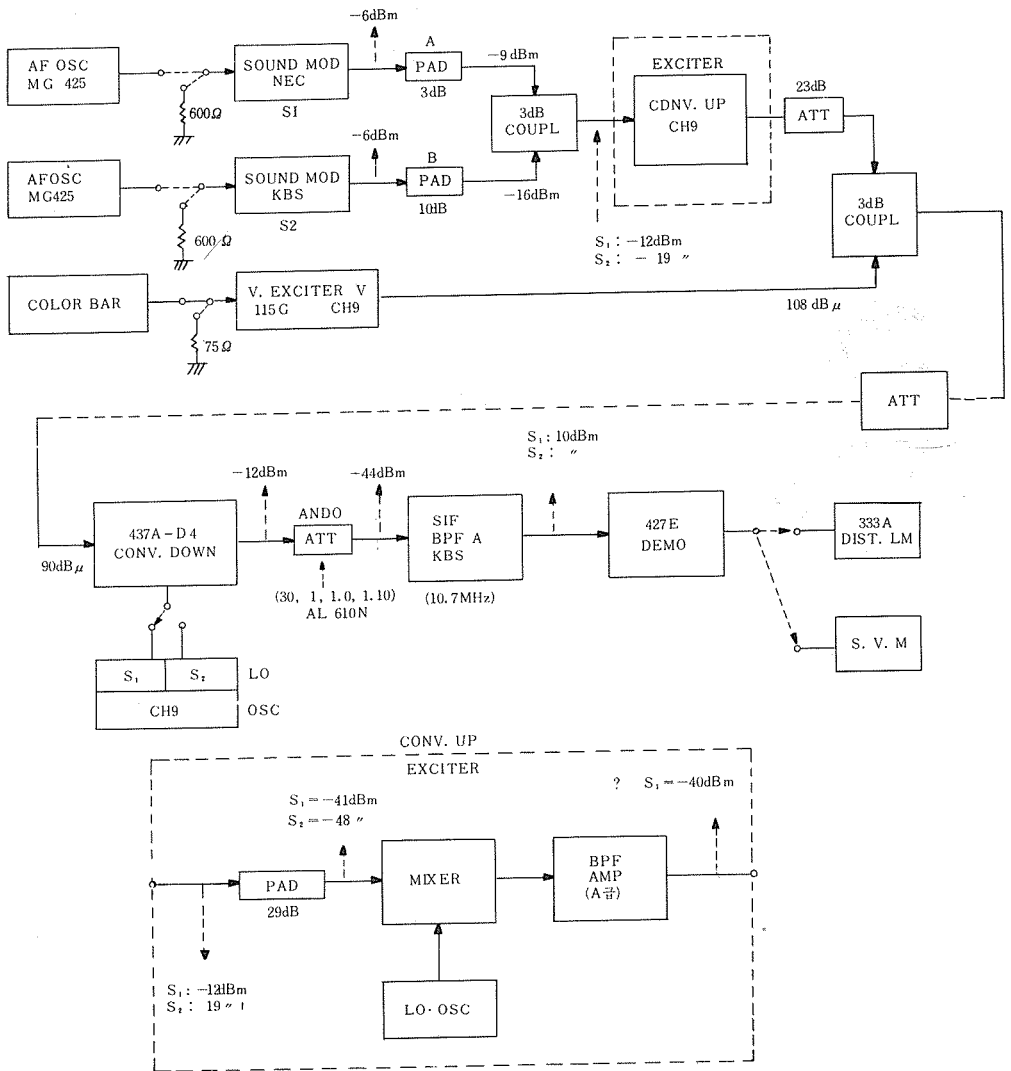 −6dBm
AF OSC
MG 425
600Ω
SOUND MOD
NEC
S1
A
PAD
3dB
−9 dBm
3dB
COUPL
EXCITER
CDNV. UP
CH9
23dB
ATT
−6dBm
AFOSC
MG425
600Ω
SOUND MOD
KBS
S2
B
PAD
10dB
−16dBm
S₁: −12dBm
S₂: − 19 〃
3dB
COUPL
COLOR BAR
75Ω
V. EXCITER V
115G CH9
108 dBμ
ATT
S₁: 10dBm
S₂: 〃
90dBμ
437A−D4
CONV. DOWN
−12dBm
ANDO
ATT
−44dBm
(30, 1, 1.0, 1.10)
AL 610N
SIF
BPF A
KBS
(10.7MHz)
427E
DEMO
333A
DIST. LM
S. V. M
S₁ S₂ LO
CH9 OSC
CONV. UP
EXCITER
S₁=−41dBm
S₂=−48 〃
? S₁=−40dBm
PAD
29dB
MIXER
BPF
AMP
(A급)
S₁: −12dBm
S₂: 19 〃 ↑
LO·OSC